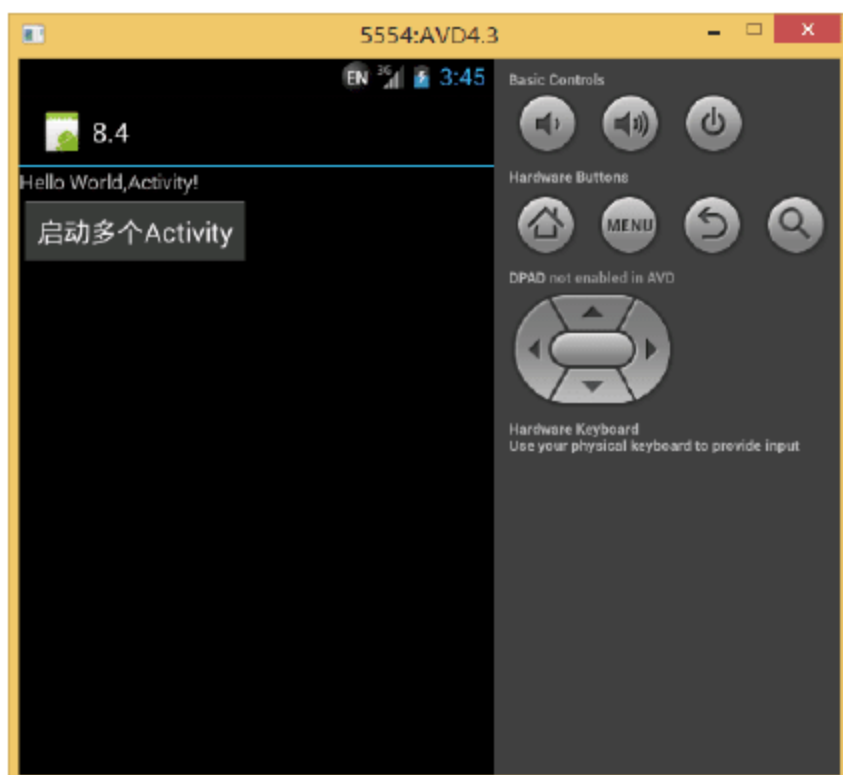 5554:AVD4.3
EN 3G 3:45
8.4
Hello World,Activity!
启动多个Activity
Basic Controls
Hardware Buttons
MENU
DPAD not enabled in AVD
Hardware Keyboard
Use your physical keyboard to provide input